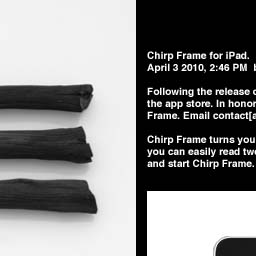 Chirp Frame for iPad.
April 3 2010, 2:46 PM
Following the release
the app store. In honor
Frame. Email contact[a
Chirp Frame turns you
you can easily read
and start Chirp Frame.